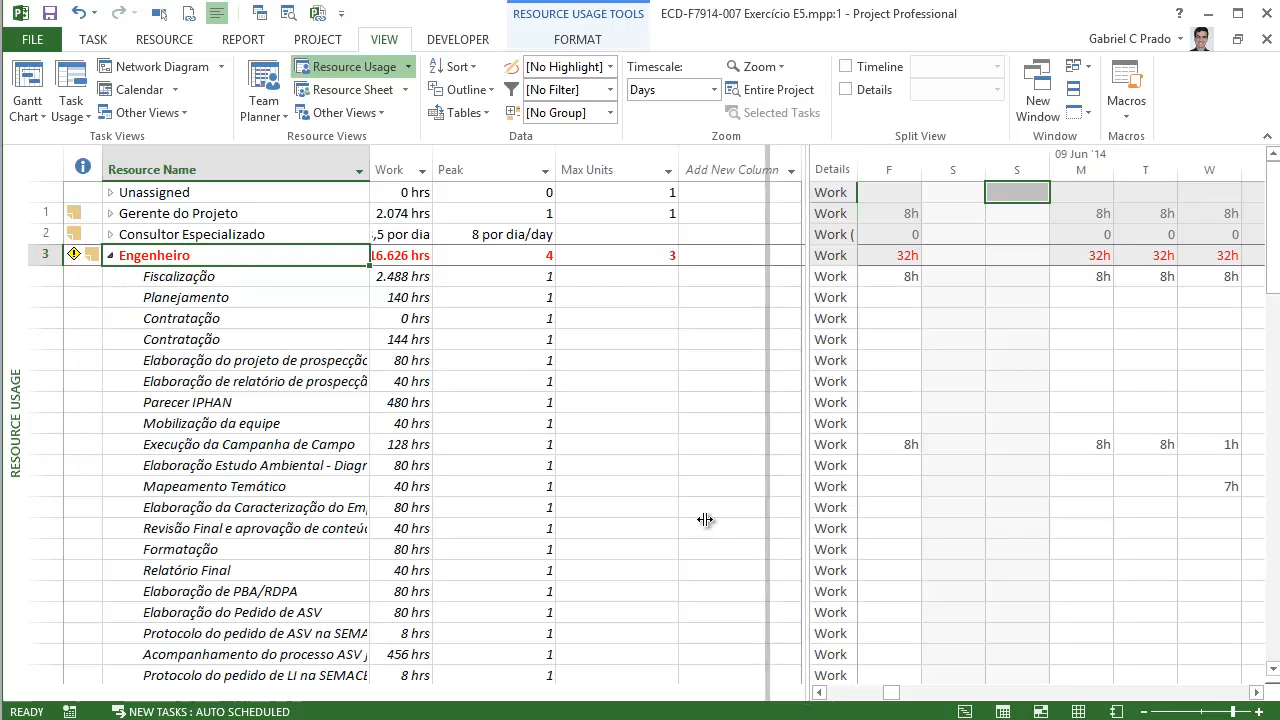 RESOURCE USAGE TOOLS
ECD-F7914-007 Exercício E5.mpp:1 - Project Professional
FILE TASK RESOURCE REPORT PROJECT VIEW DEVELOPER FORMAT
Gabriel C Prado
Gantt Chart
Task Usage
Network Diagram
Calendar
Other Views
Task Views
Team Planner
Resource Usage
Resource Sheet
Other Views
Resource Views
Sort
Outline
Tables
[No Highlight]
[No Filter]
[No Group]
Data
Timescale:
Days
Zoom
Entire Project
Selected Tasks
Zoom
Timeline
Details
Split View
New Window
Window
Macros
Macros
RESOURCE USAGE
09 Jun '14
Resource Name Work Peak Max Units Add New Column Details F S S M T W
Unassigned 0 hrs 0 1 Work
1 Gerente do Projeto 2.074 hrs 1 1 Work 8h 8h 8h 8h
2 Consultor Especializado ,5 por dia 8 por dia/day Work ( 0 0 0 0
3 Engenheiro 16.626 hrs 4 3 Work 32h 32h 32h 32h
Fiscalização 2.488 hrs 1 Work 8h 8h 8h 8h
Planejamento 140 hrs 1 Work
Contratação 0 hrs 1 Work
Contratação 144 hrs 1 Work
Elaboração do projeto de prospecção 80 hrs 1 Work
Elaboração de relatório de prospecçã 40 hrs 1 Work
Parecer IPHAN 480 hrs 1 Work
Mobilização da equipe 40 hrs 1 Work
Execução da Campanha de Campo 128 hrs 1 Work 8h 8h 8h 1h
Elaboração Estudo Ambiental - Diagr 80 hrs 1 Work
Mapeamento Temático 40 hrs 1 Work 7h
Elaboração da Caracterização do Em 80 hrs 1 Work
Revisão Final e aprovação de conteú 40 hrs 1 Work
Formatação 80 hrs 1 Work
Relatório Final 40 hrs 1 Work
Elaboração de PBA/RDPA 80 hrs 1 Work
Elaboração do Pedido de ASV 80 hrs 1 Work
Protocolo do pedido de ASV na SEMA 8 hrs 1 Work
Acompanhamento do processo ASV 456 hrs 1 Work
Protocolo do pedido de LI na SEMACE 8 hrs 1 Work
READY NEW TASKS : AUTO SCHEDULED